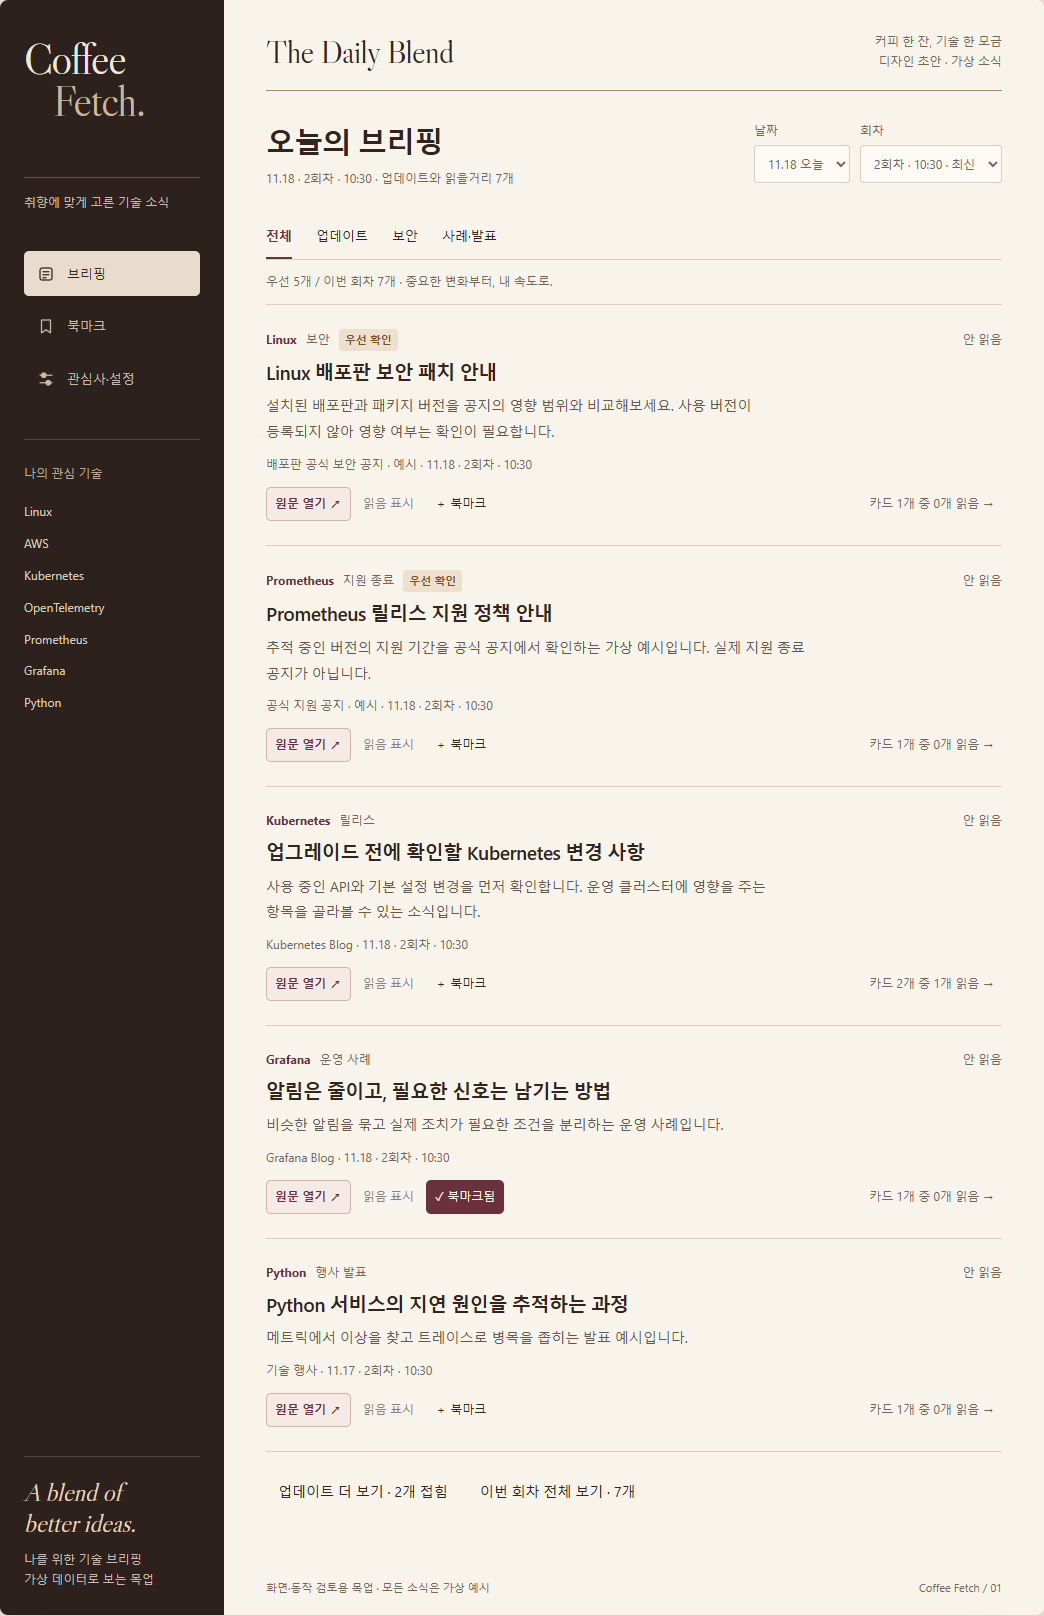 Coffee
Fetch.
취향에 맞게 고른 기술 소식
브리핑
북마크
관심사·설정
나의 관심 기술
Linux
AWS
Kubernetes
OpenTelemetry
Prometheus
Grafana
Python
A blend of
better ideas.
나를 위한 기술 브리핑
가상 데이터로 보는 목업
The Daily Blend
커피 한 잔, 기술 한 모금
디자인 초안 · 가상 소식
오늘의 브리핑
11.18 · 2회차 · 10:30 · 업데이트와 읽을거리 7개
날짜 회차
11.18 오늘 2회차 · 10:30 · 최신
전체 업데이트 보안 사례·발표
우선 5개 / 이번 회차 7개 · 중요한 변화부터, 내 속도로.
Linux 보안 우선 확인 안 읽음
Linux 배포판 보안 패치 안내
설치된 배포판과 패키지 버전을 공지의 영향 범위와 비교해보세요. 사용 버전이
등록되지 않아 영향 여부는 확인이 필요합니다.
배포판 공식 보안 공지 · 예시 · 11.18 · 2회차 · 10:30
원문 열기 ↗ 읽음 표시 + 북마크 카드 1개 중 0개 읽음 →
Prometheus 지원 종료 우선 확인 안 읽음
Prometheus 릴리스 지원 정책 안내
추적 중인 버전의 지원 기간을 공식 공지에서 확인하는 가상 예시입니다. 실제 지원 종료
공지가 아닙니다.
공식 지원 공지 · 예시 · 11.18 · 2회차 · 10:30
원문 열기 ↗ 읽음 표시 + 북마크 카드 1개 중 0개 읽음 →
Kubernetes 릴리스 안 읽음
업그레이드 전에 확인할 Kubernetes 변경 사항
사용 중인 API와 기본 설정 변경을 먼저 확인합니다. 운영 클러스터에 영향을 주는
항목을 골라볼 수 있는 소식입니다.
Kubernetes Blog · 11.18 · 2회차 · 10:30
원문 열기 ↗ 읽음 표시 + 북마크 카드 2개 중 1개 읽음 →
Grafana 운영 사례 안 읽음
알림은 줄이고, 필요한 신호는 남기는 방법
비슷한 알림을 묶고 실제 조치가 필요한 조건을 분리하는 운영 사례입니다.
Grafana Blog · 11.18 · 2회차 · 10:30
원문 열기 ↗ 읽음 표시 ✓ 북마크됨 카드 1개 중 0개 읽음 →
Python 행사 발표 안 읽음
Python 서비스의 지연 원인을 추적하는 과정
메트릭에서 이상을 찾고 트레이스로 병목을 좁히는 발표 예시입니다.
기술 행사 · 11.17 · 2회차 · 10:30
원문 열기 ↗ 읽음 표시 + 북마크 카드 1개 중 0개 읽음 →
업데이트 더 보기 · 2개 접힘 이번 회차 전체 보기 · 7개
화면·동작 검토용 목업 · 모든 소식은 가상 예시
Coffee Fetch / 01